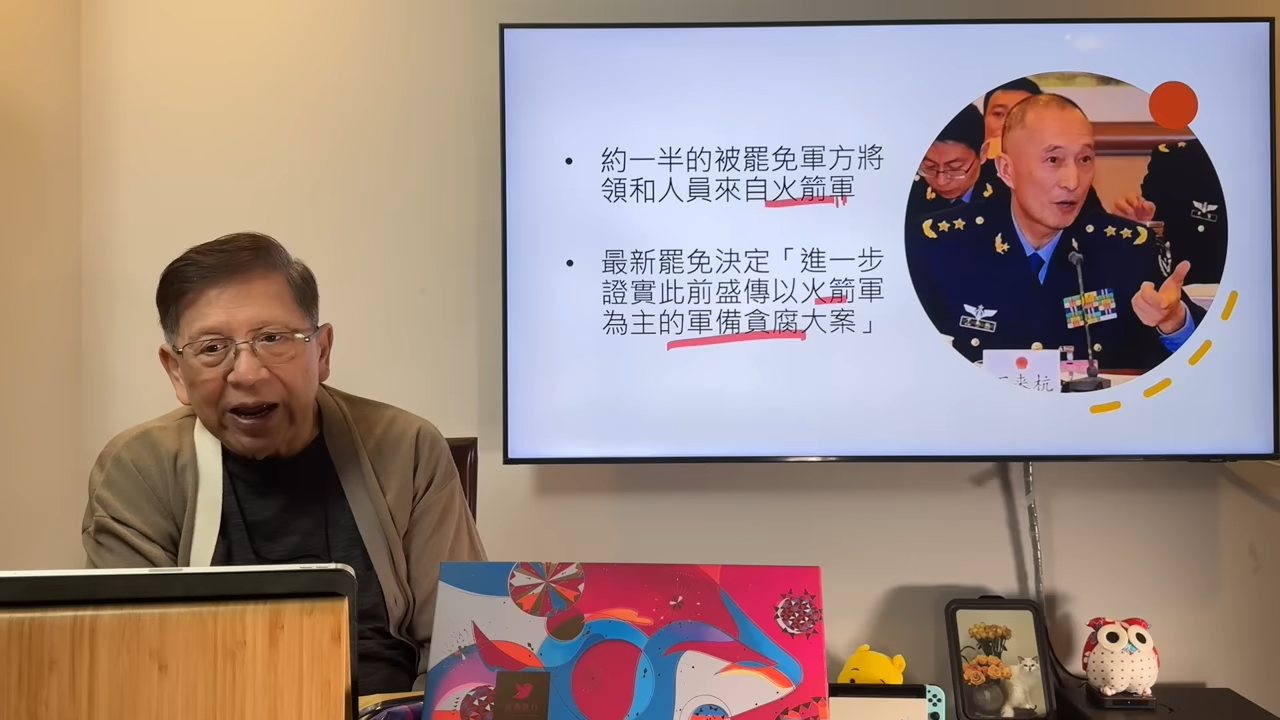 約一半的被罷免軍方將
領和人員來自火箭軍
最新罷免決定「進一步
證實此前盛傳以火箭軍
為主的軍備貪腐大案」
来杭